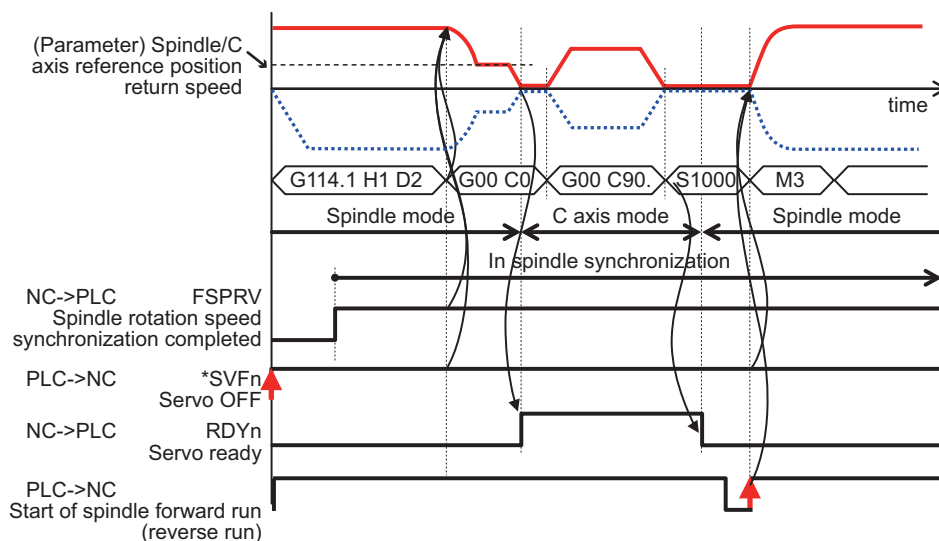 (Parameter) Spindle/C
axis reference position
return speed
time
G114.1 H1 D2
G00 C0
G00 C90.
S1000
M3
Spindle mode
C axis mode
Spindle mode
In spindle synchronization
NC->PLC FSPRV
Spindle rotation speed
synchronization completed
PLC->NC *SVFn
Servo OFF
NC->PLC RDYn
Servo ready
PLC->NC
Start of spindle forward run
(reverse run)